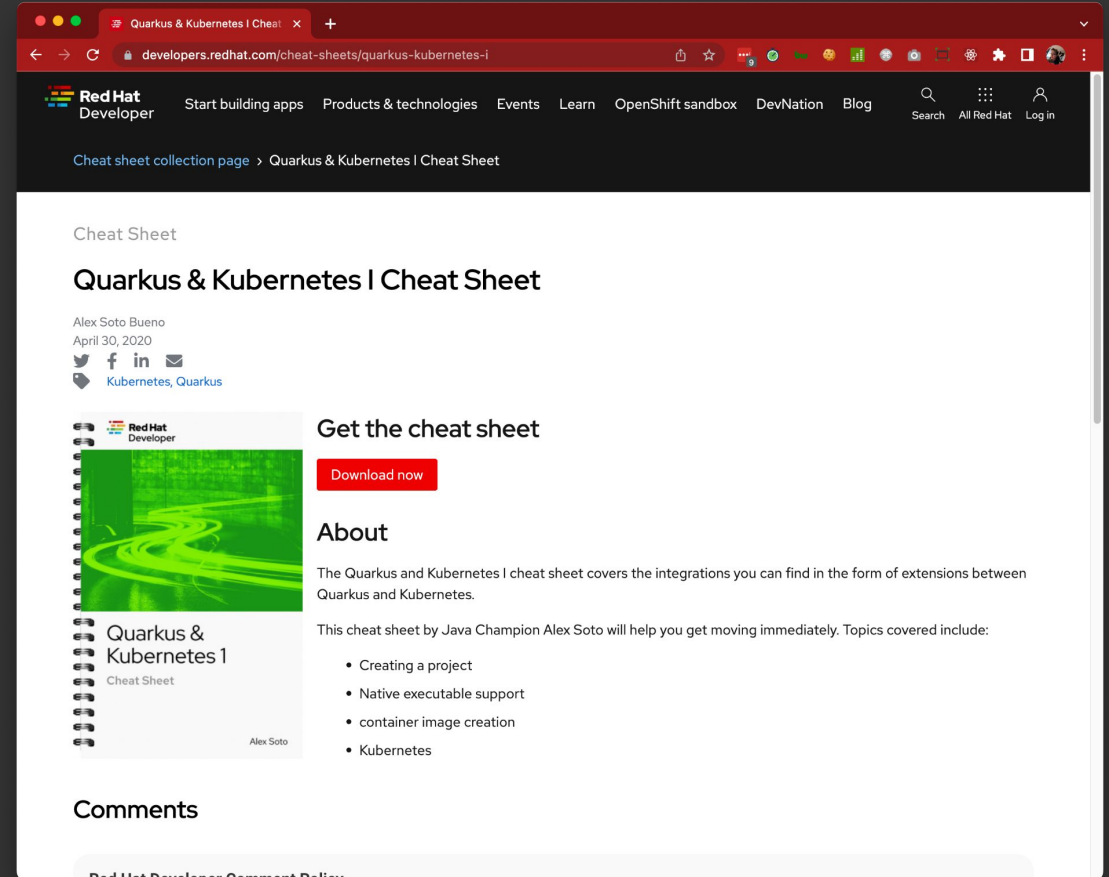 Quarkus & Kubernetes I Cheat
developers.redhat.com/cheat-sheets/quarkus-kubernetes-i
9
Red Hat
Developer
Start building apps Products & technologies Events Learn OpenShift sandbox DevNation Blog
Search All Red Hat Log in
Cheat sheet collection page › Quarkus & Kubernetes I Cheat Sheet
Cheat Sheet
Quarkus & Kubernetes I Cheat Sheet
Alex Soto Bueno
April 30, 2020
Kubernetes, Quarkus
Red Hat
Developer
Quarkus &
Kubernetes 1
Cheat Sheet
Alex Soto
Get the cheat sheet
Download now
About
The Quarkus and Kubernetes I cheat sheet covers the integrations you can find in the form of extensions between
Quarkus and Kubernetes.
This cheat sheet by Java Champion Alex Soto will help you get moving immediately. Topics covered include:
• Creating a project
• Native executable support
• container image creation
• Kubernetes
Comments
Red Hat Developer Comment Policy